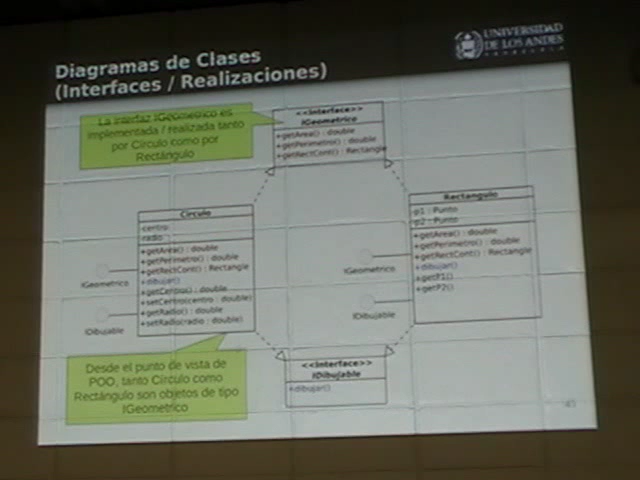 Diagramas de Clases
(Interfaces / Realizaciones)
UNIVERSIDAD
DE LOS ANDES
VENEZUELA
La interfaz IGeometrico es
implementada / realizada tanto
por Círculo como por
Rectángulo
<<interface>>
IGeometrico
+getArea() : double
+getPerimetro() : double
+getRectCont() : Rectangle
Circulo
-centro
-radio
+getArea() : double
+getPerimetro() : double
+getRectCont() : Rectangle
+dibujar()
+getCentro() : double
+setCentro(centro : double)
+getRadio() : double
+setRadio(radio : double)
IGeometrico
IDibujable
Rectangulo
-p1 : Punto
-p2 : Punto
+getArea() : double
+getPerimetro() : double
+getRectCont() : Rectangle
+dibujar()
+getP1()
+getP2()
IGeometrico
IDibujable
Desde el punto de vista de
POO, tanto Círculo como
Rectángulo son objetos de tipo
IGeometrico
<<interface>>
IDibujable
+dibujar()